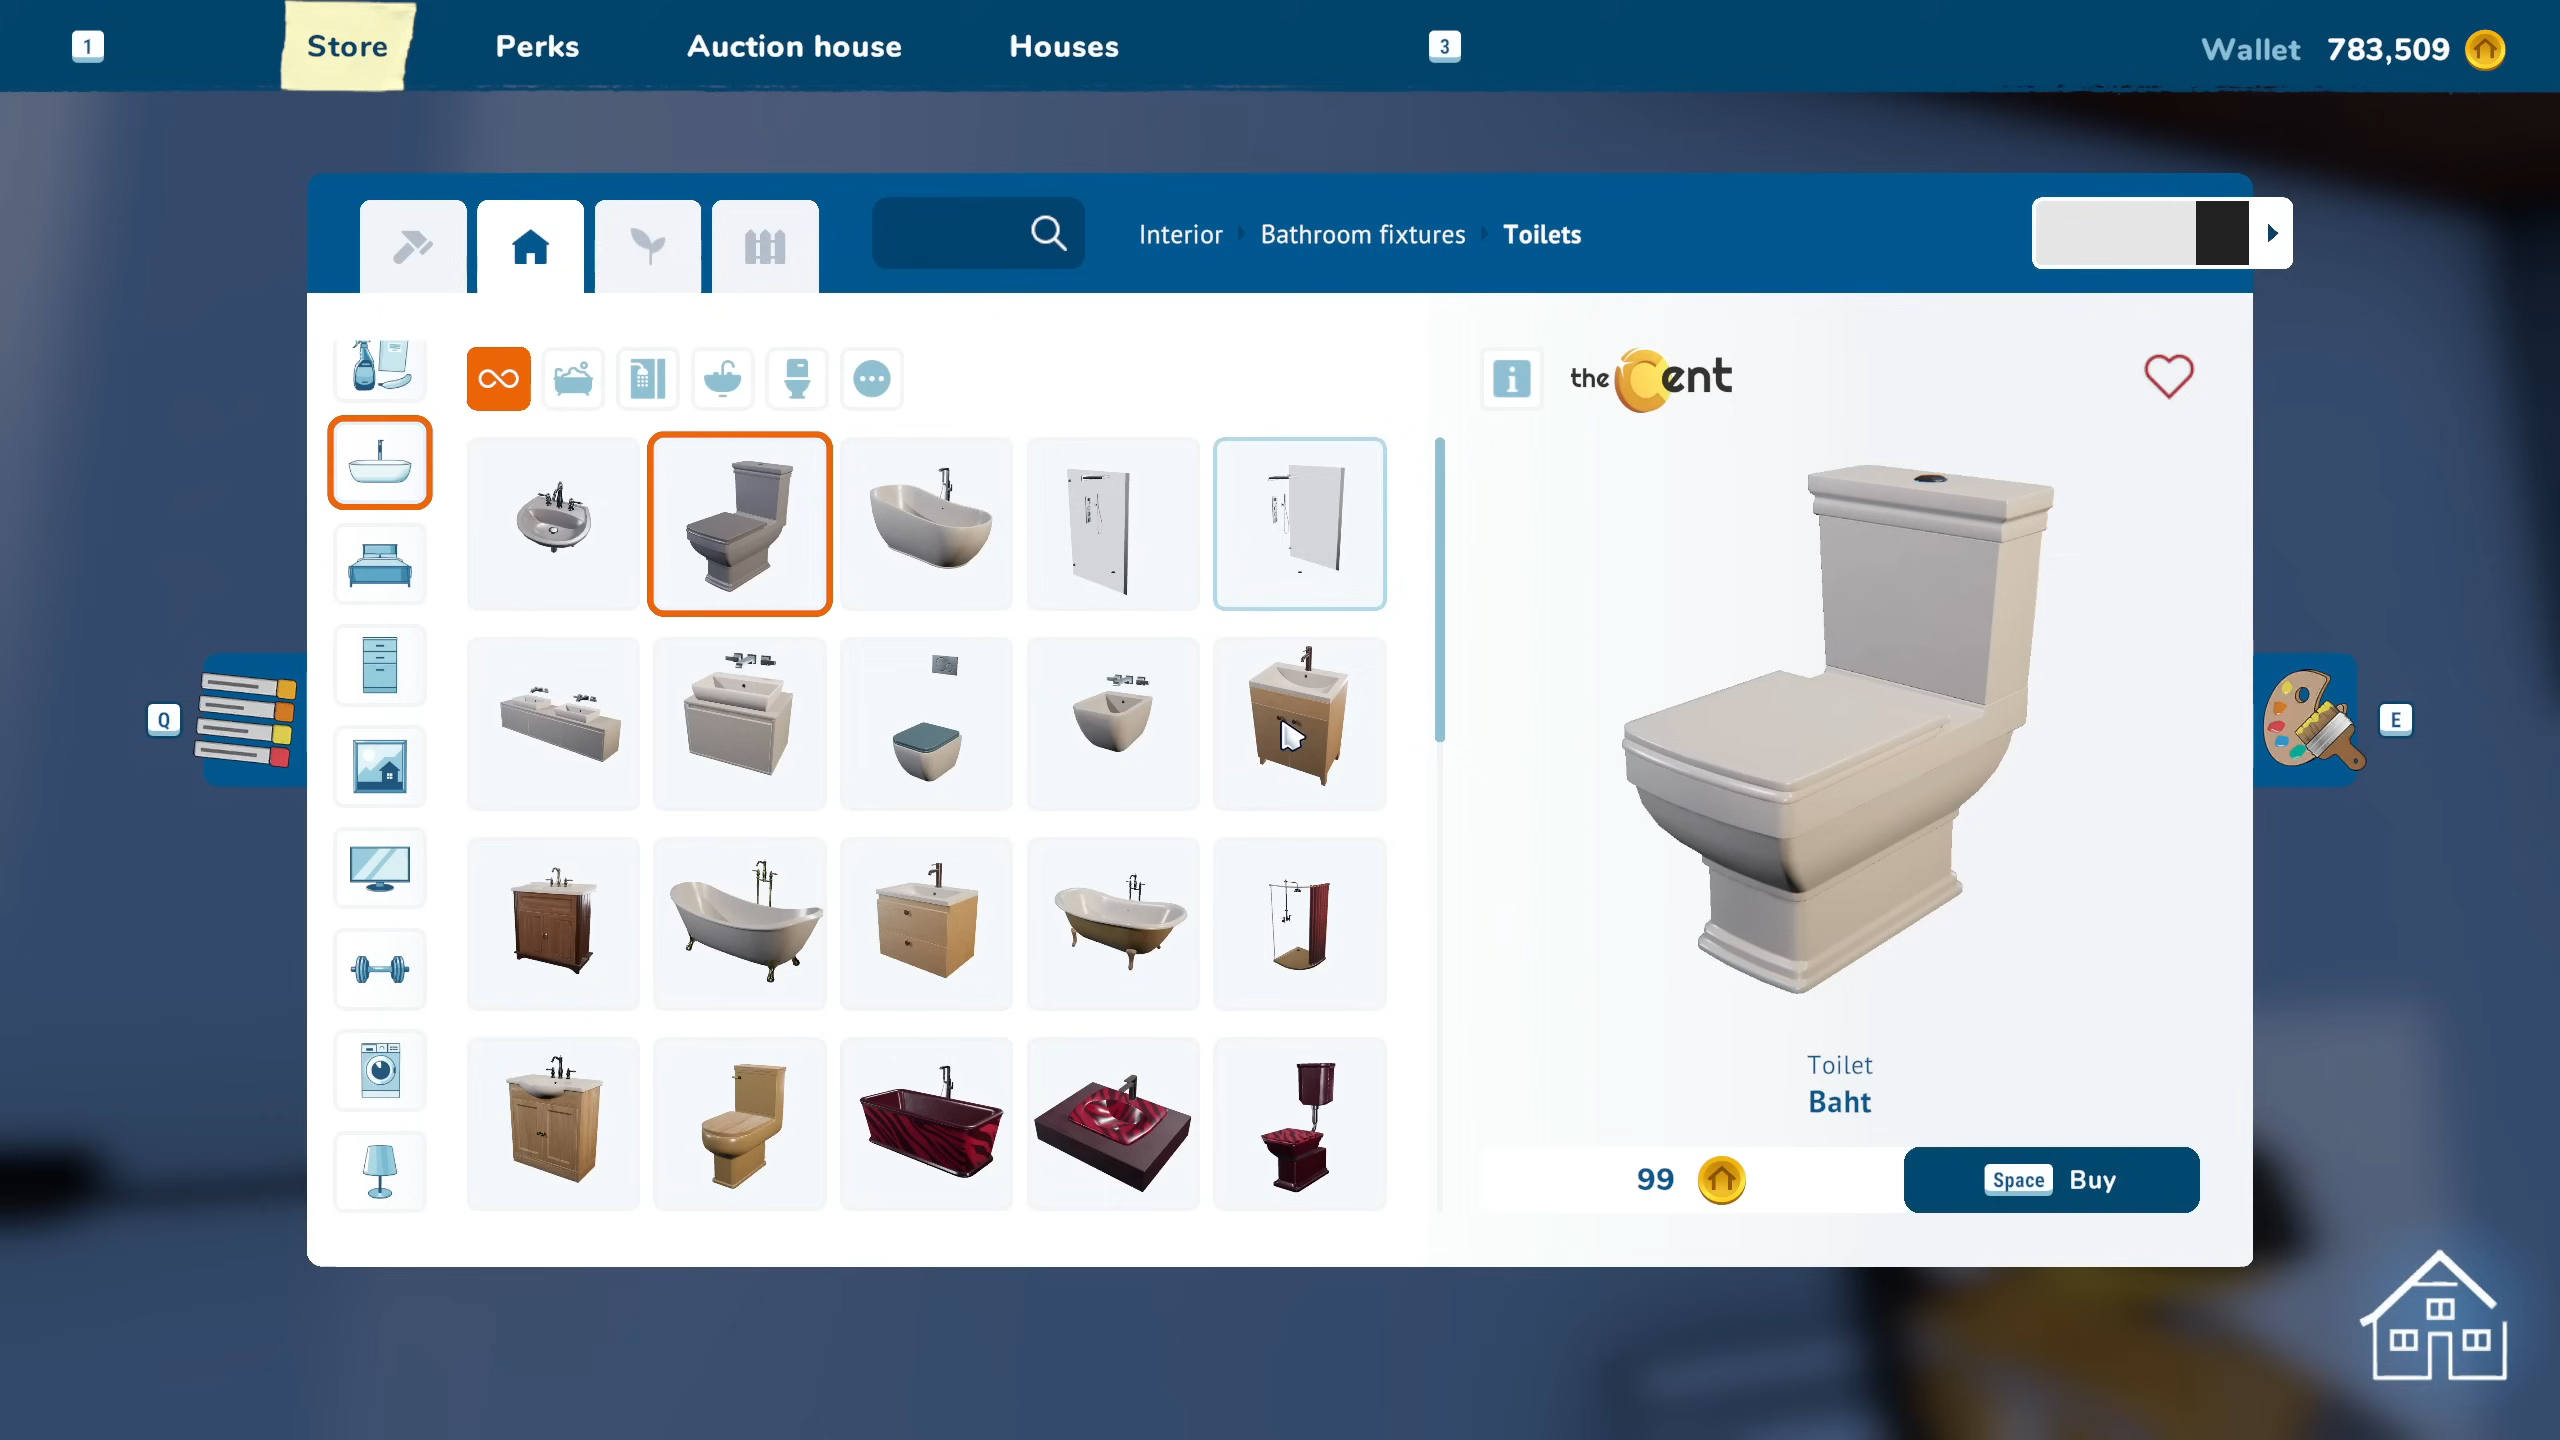 1
Store
Perks
Auction house
Houses
3
Wallet 783,509
Interior
Bathroom fixtures
Toilets
i
the Cent
Q
E
Toilet
Baht
99
Space Buy